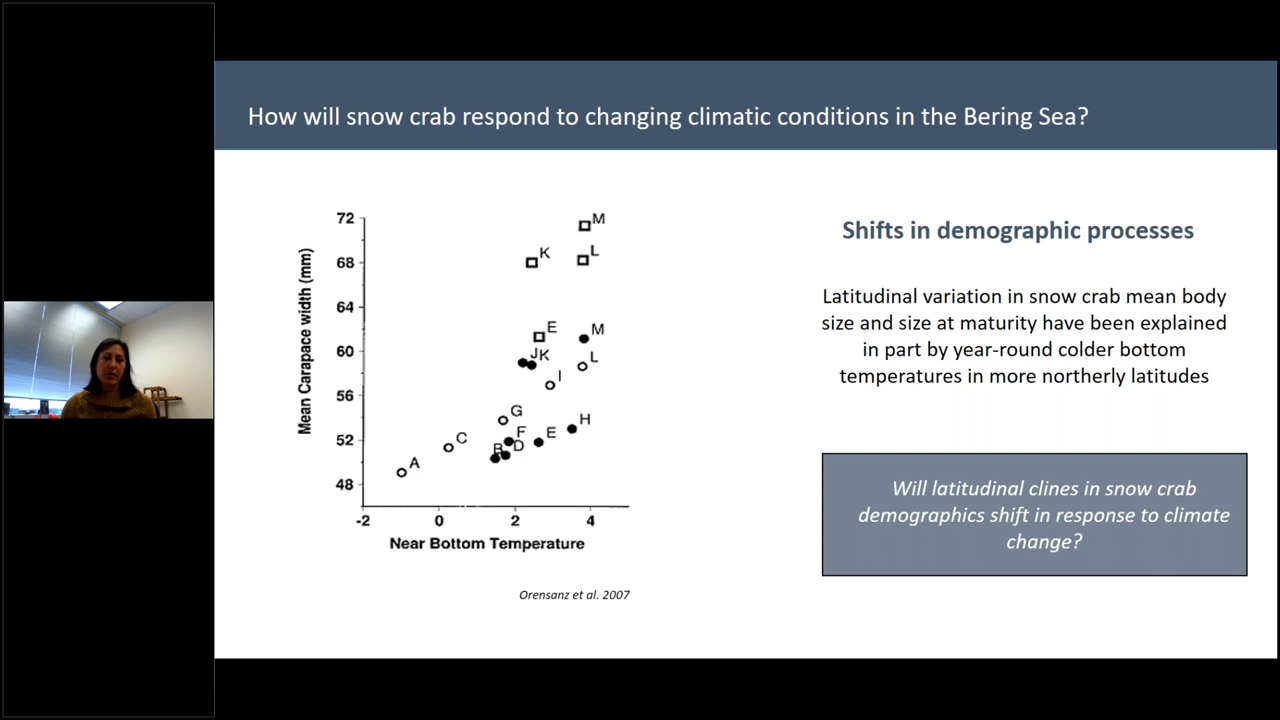 How will snow crab respond to changing climatic conditions in the Bering Sea?
72
68
64
60
56
52
48
Mean Carapace width (mm)
M
K
L
E
M
J K
L
I
G
H
F
E
C
B
D
A
-2
0
2
4
Near Bottom Temperature
Orensanz et al. 2007
Shifts in demographic processes
Latitudinal variation in snow crab mean body
size and size at maturity have been explained
in part by year-round colder bottom
temperatures in more northerly latitudes
Will latitudinal clines in snow crab
demographics shift in response to climate
change?